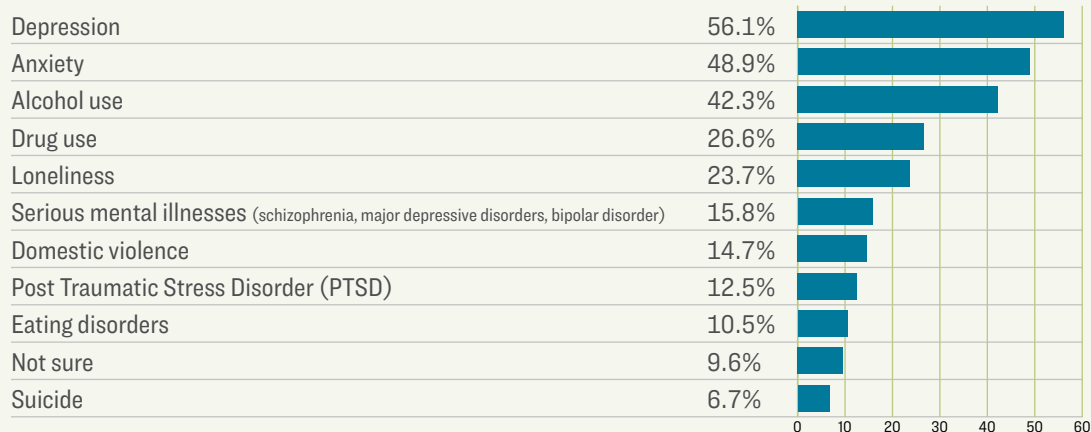 Depression 56.1%
Anxiety 48.9%
Alcohol use 42.3%
Drug use 26.6%
Loneliness 23.7%
Serious mental illnesses (schizophrenia, major depressive disorders, bipolar disorder) 15.8%
Domestic violence 14.7%
Post Traumatic Stress Disorder (PTSD) 12.5%
Eating disorders 10.5%
Not sure 9.6%
Suicide 6.7%
0 10 20 30 40 50 60